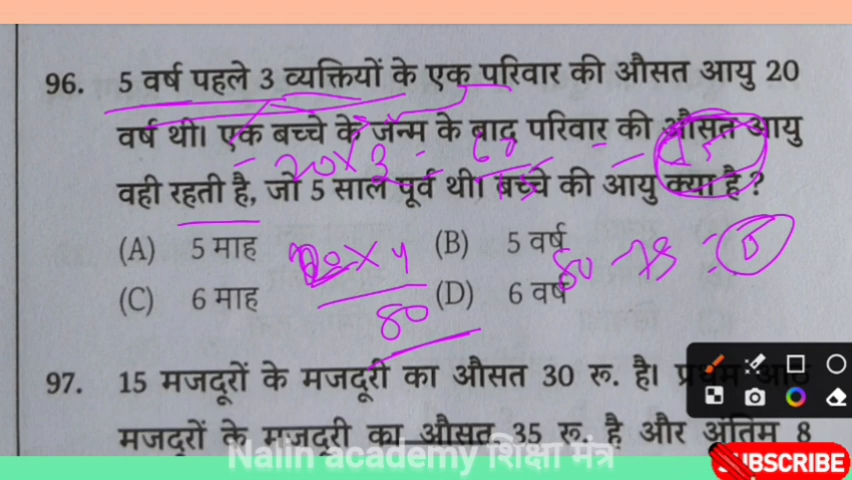 96. 5 वर्ष पहले 3 व्यक्तियों के एक परिवार की औसत आयु 20
वर्ष थी। एक बच्चे के जन्म के बाद परिवार की औसत आयु
वही रहती है, जो 5 साल पूर्व थी। बच्चे की आयु क्या है ?
20 X 3
(A) 5 माह (B) 5 वर्ष
X 4
80 75 =
(C) 6 माह (D) 6 वर्ष
80
97. 15 मजदूरों के मजदूरी का औसत 30 रू. है। प्रथम आठ
मजदूरों के मजदूरी का औसत 35 रू. है और अंतिम 8
Nalin academy शिक्षा मंत्र
SUBSCRIBE